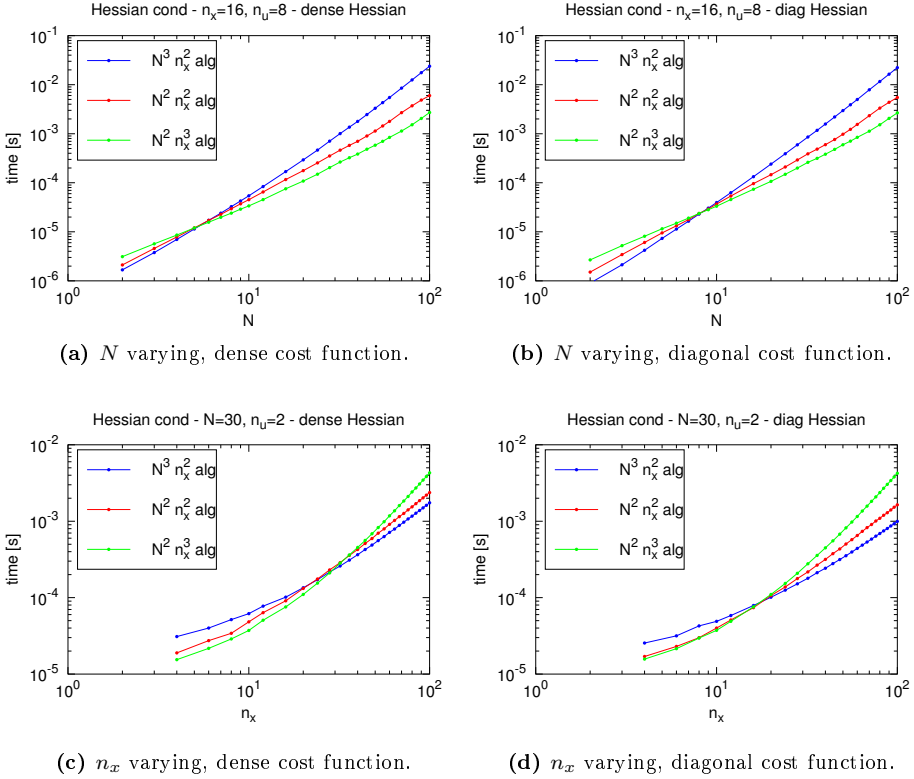 Hessian cond - nx=16, nu=8 - dense Hessian
10^-1
10^-2
10^-3
10^-4
10^-5
10^-6
time [s]
N^3 n_x^2 alg
N^2 n_x^2 alg
N^2 n_x^3 alg
10^0
10^1
10^2
N
(a) N varying, dense cost function.
Hessian cond - nx=16, nu=8 - diag Hessian
10^-1
10^-2
10^-3
10^-4
10^-5
10^-6
time [s]
N^3 n_x^2 alg
N^2 n_x^2 alg
N^2 n_x^3 alg
10^0
10^1
10^2
N
(b) N varying, diagonal cost function.
Hessian cond - N=30, nu=2 - dense Hessian
10^-2
10^-3
10^-4
10^-5
time [s]
N^3 n_x^2 alg
N^2 n_x^2 alg
N^2 n_x^3 alg
10^0
10^1
10^2
n_x
(c) n_x varying, dense cost function.
Hessian cond - N=30, nu=2 - diag Hessian
10^-2
10^-3
10^-4
10^-5
time [s]
N^3 n_x^2 alg
N^2 n_x^2 alg
N^2 n_x^3 alg
10^0
10^1
10^2
n_x
(d) n_x varying, diagonal cost function.